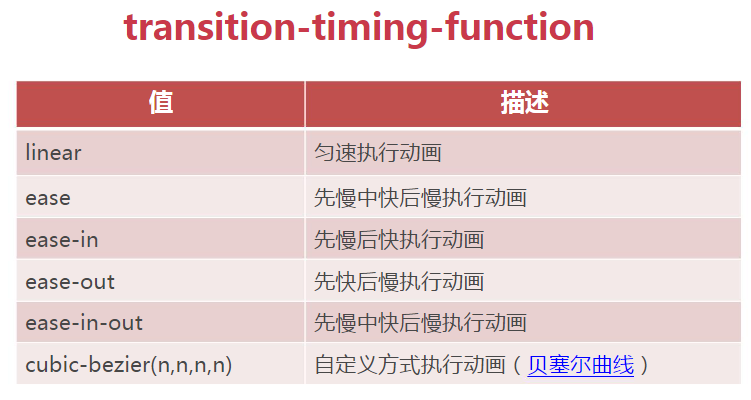 transition-timing-function
值 描述
linear 匀速执行动画
ease 先慢中快后慢执行动画
ease-in 先慢后快执行动画
ease-out 先快后慢执行动画
ease-in-out 先慢中快后慢执行动画
cubic-bezier(n,n,n,n) 自定义方式执行动画（贝塞尔曲线）